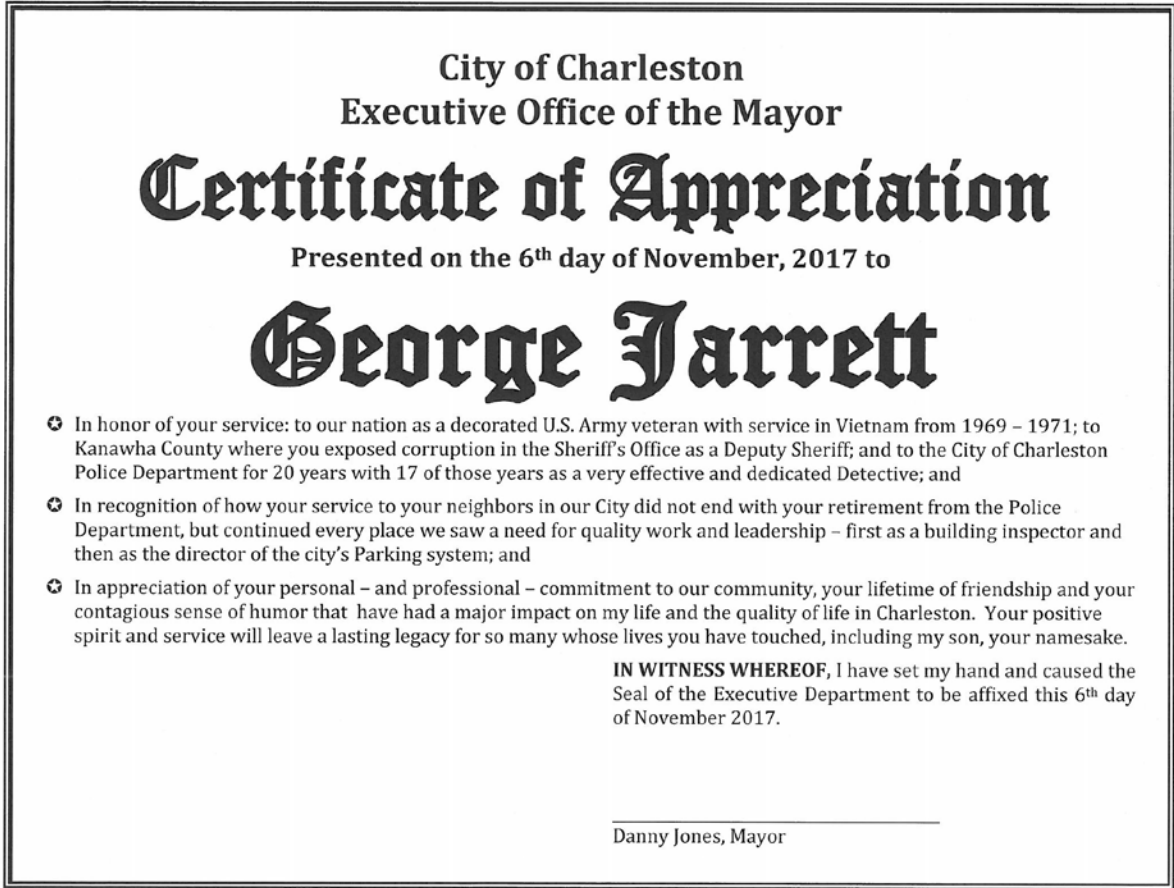 City of Charleston
Executive Office of the Mayor
Certificate of Appreciation
Presented on the 6th day of November, 2017 to
George Jarrett
✪ In honor of your service: to our nation as a decorated U.S. Army veteran with service in Vietnam from 1969 – 1971; to
Kanawha County where you exposed corruption in the Sheriff's Office as a Deputy Sheriff; and to the City of Charleston
Police Department for 20 years with 17 of those years as a very effective and dedicated Detective; and
✪ In recognition of how your service to your neighbors in our City did not end with your retirement from the Police
Department, but continued every place we saw a need for quality work and leadership – first as a building inspector and
then as the director of the city's Parking system; and
✪ In appreciation of your personal – and professional – commitment to our community, your lifetime of friendship and your
contagious sense of humor that have had a major impact on my life and the quality of life in Charleston. Your positive
spirit and service will leave a lasting legacy for so many whose lives you have touched, including my son, your namesake.
IN WITNESS WHEREOF, I have set my hand and caused the
Seal of the Executive Department to be affixed this 6th day
of November 2017.
Danny Jones, Mayor